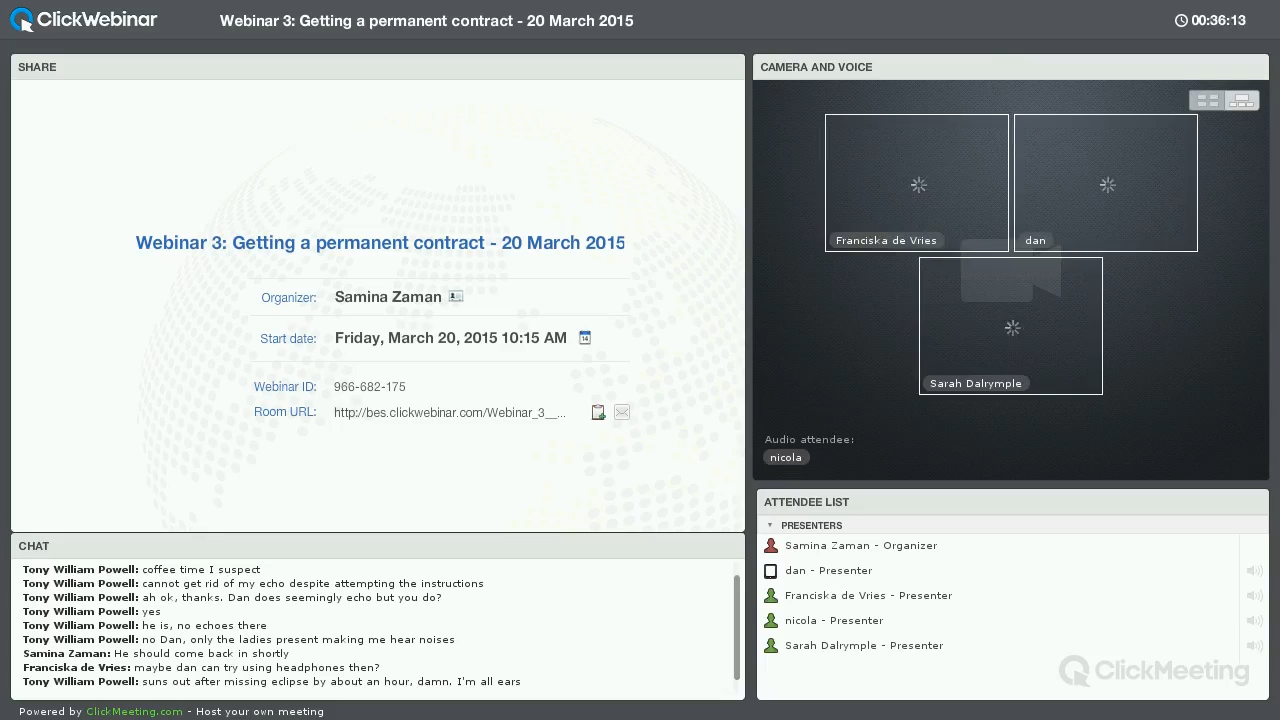 ClickWebinar
Webinar 3: Getting a permanent contract - 20 March 2015
00:36:13
SHARE
Webinar 3: Getting a permanent contract - 20 March 2015
Organizer: Samina Zaman
Start date: Friday, March 20, 2015 10:15 AM
14
Webinar ID: 966-682-175
Room URL: http://bes.clickwebinar.com/Webinar_3__...
CAMERA AND VOICE
Franciska de Vries
dan
Sarah Dalrymple
Audio attendee:
nicola
CHAT
Tony William Powell: coffee time I suspect
Tony William Powell: cannot get rid of my echo despite attempting the instructions
Tony William Powell: ah ok, thanks. Dan does seemingly echo but you do?
Tony William Powell: yes
Tony William Powell: he is, no echoes there
Tony William Powell: no Dan, only the ladies present making me hear noises
Samina Zaman: He should come back in shortly
Franciska de Vries: maybe dan can try using headphones then?
Tony William Powell: suns out after missing eclipse by about an hour, damn. I'm all ears
ATTENDEE LIST
PRESENTERS
Samina Zaman - Organizer
dan - Presenter
Franciska de Vries - Presenter
nicola - Presenter
Sarah Dalrymple - Presenter
ClickMeeting
Powered by ClickMeeting.com - Host your own meeting